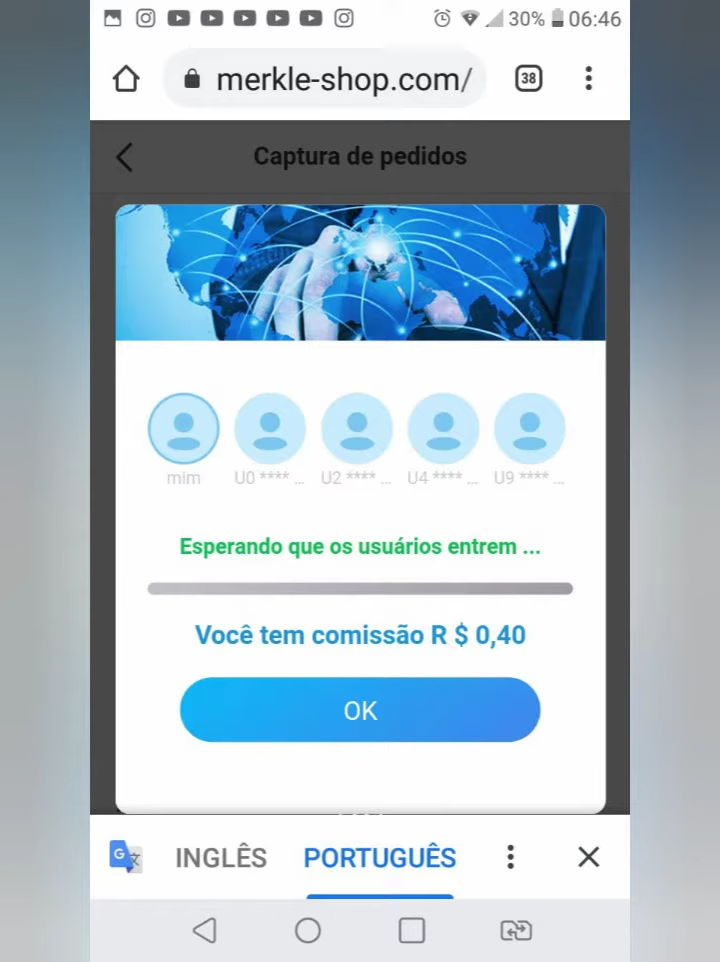 30% 06:46
merkle-shop.com/ 38
Captura de pedidos
mim U0 **** ... U2 **** ... U4 **** ... U9 **** ...
Esperando que os usuários entrem ...
Você tem comissão R $ 0,40
OK
G 文 INGLÊS PORTUGUÊS